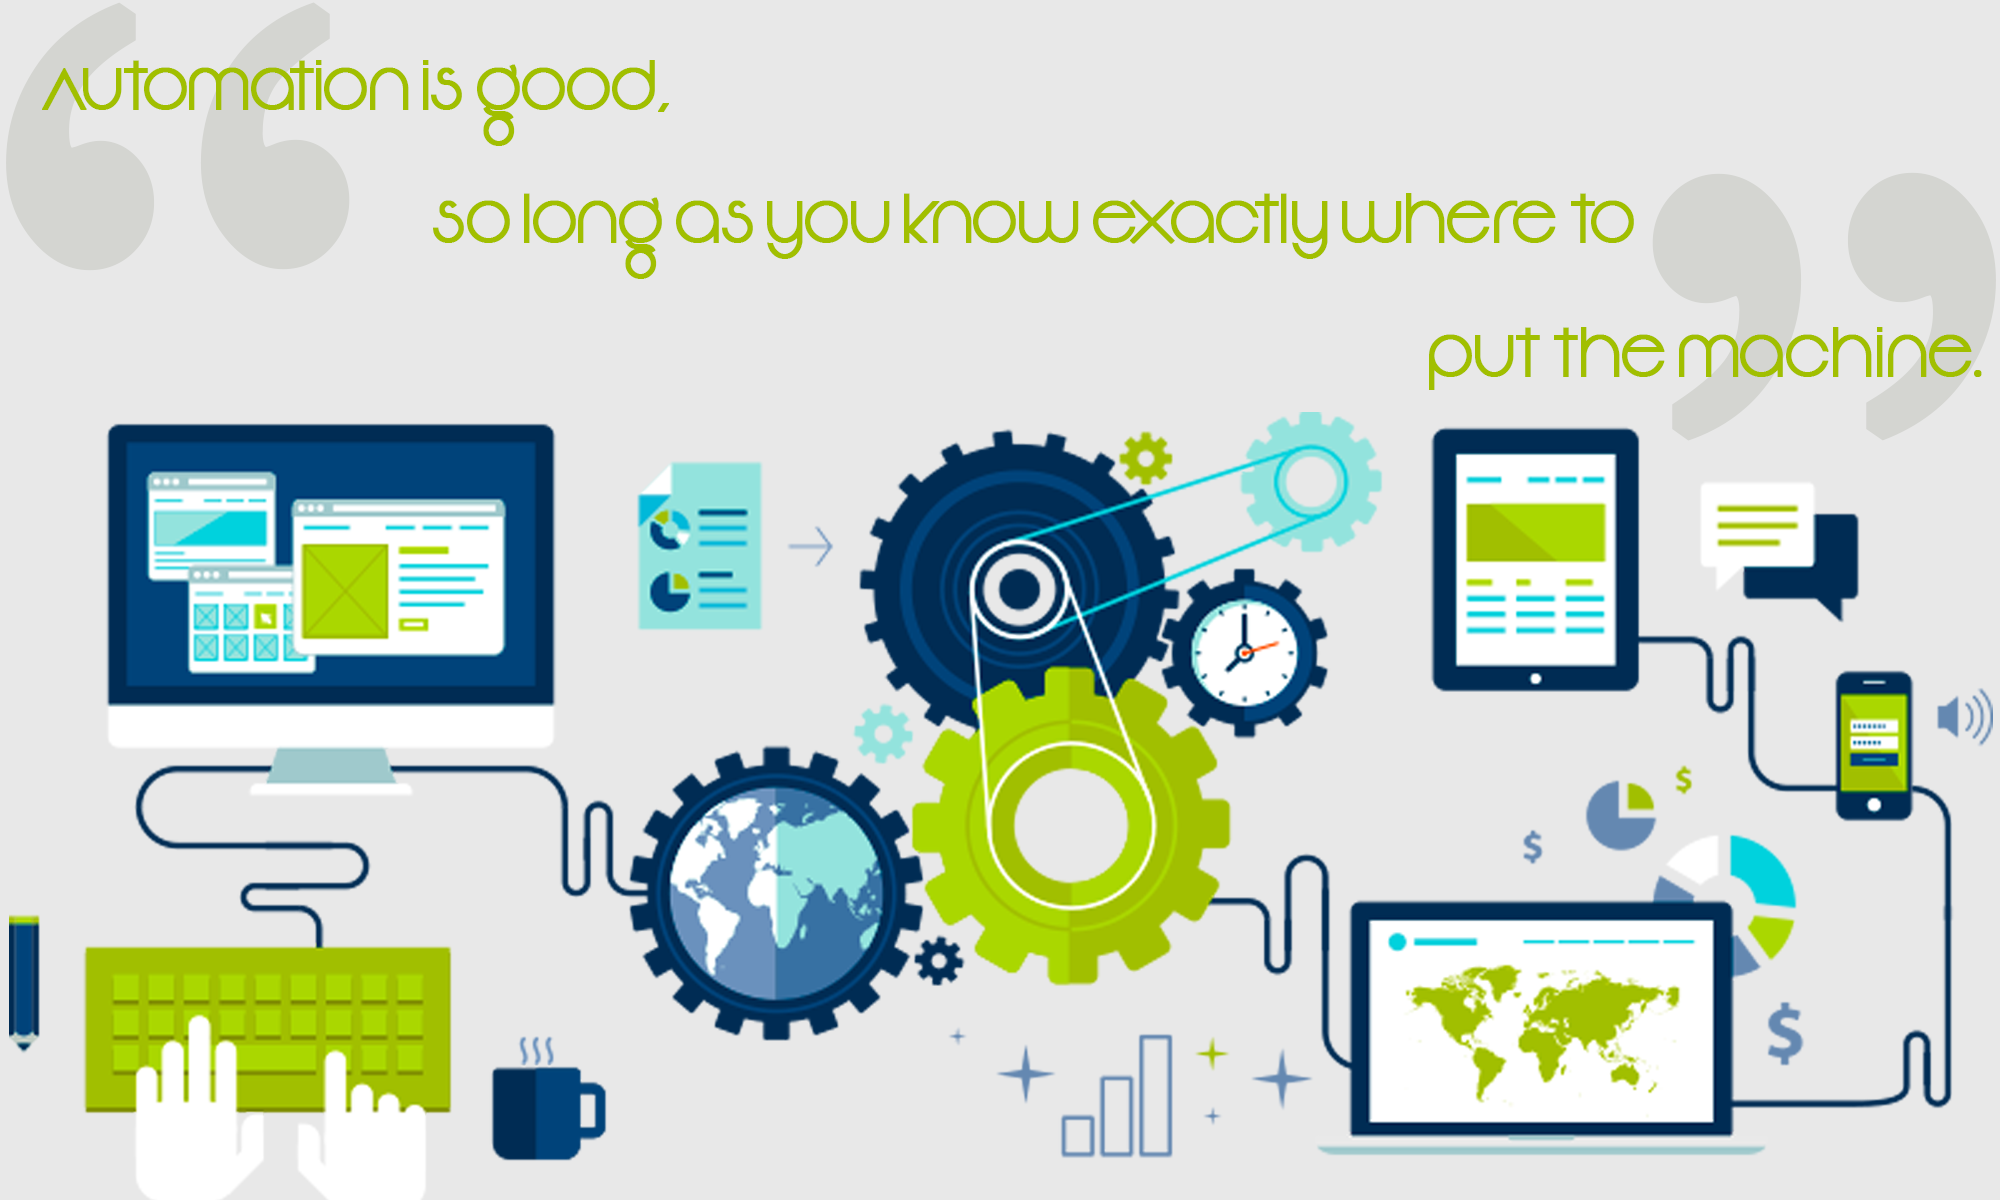 Automation is good,
so long as you know exactly where to
put the machine.
$
$
$